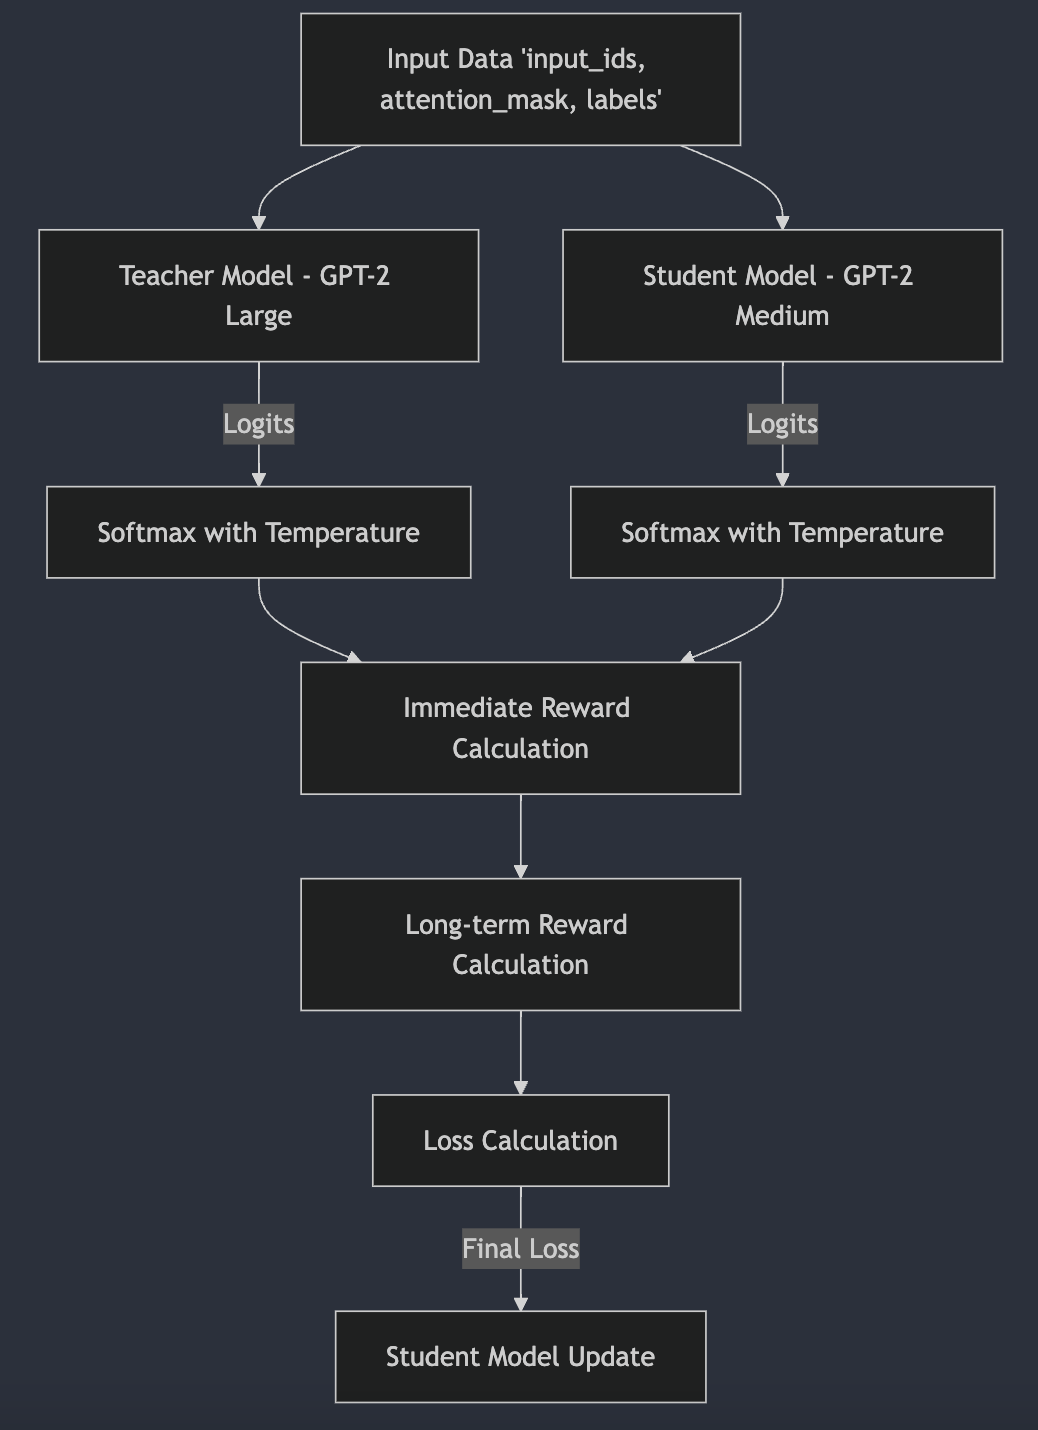 Input Data 'input_ids,
attention_mask, labels'
Teacher Model - GPT-2
Large
Student Model - GPT-2
Medium
Logits
Logits
Softmax with Temperature
Softmax with Temperature
Immediate Reward
Calculation
Long-term Reward
Calculation
Loss Calculation
Final Loss
Student Model Update